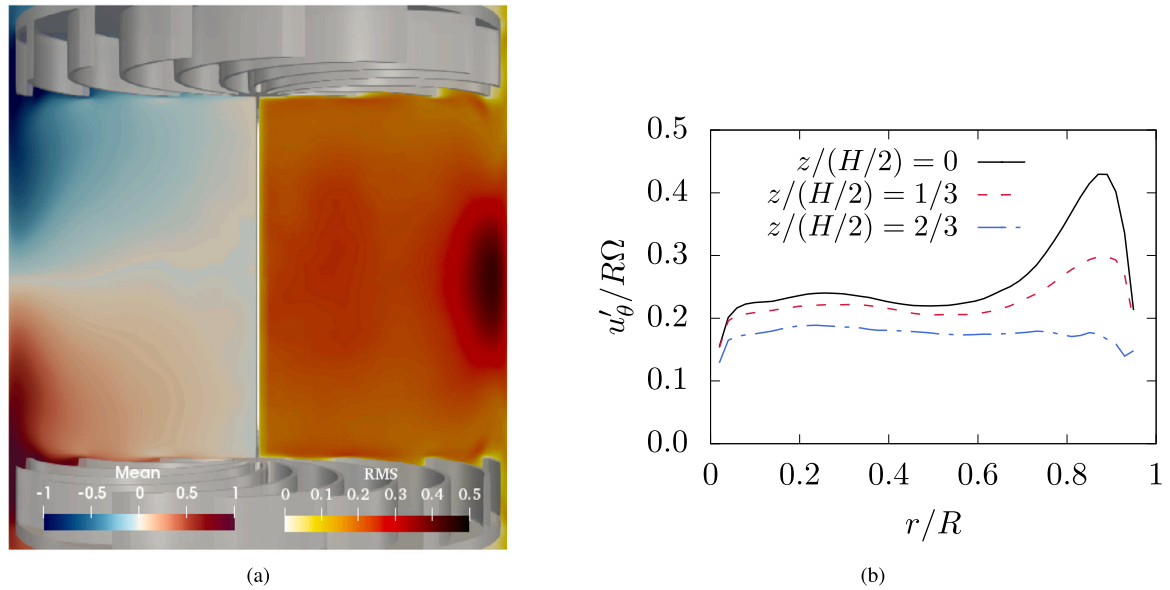 Mean
-1 -0.5 0 0.5 1
RMS
0 0.1 0.2 0.3 0.4 0.5
(a)
z/(H/2) = 0
z/(H/2) = 1/3
z/(H/2) = 2/3
0.5
0.4
0.3
0.2
0.1
0.0
u′θ/RΩ
0 0.2 0.4 0.6 0.8 1
r/R
(b)